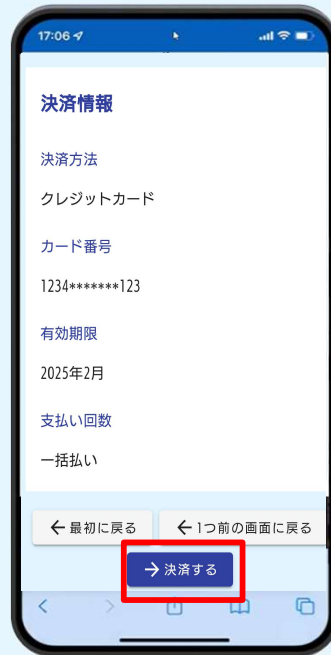 17:06
決済情報
決済方法
クレジットカード
カード番号
1234*******123
有効期限
2025年2月
支払い回数
一括払い
←最初に戻る ←1つ前の画面に戻る
→決済する